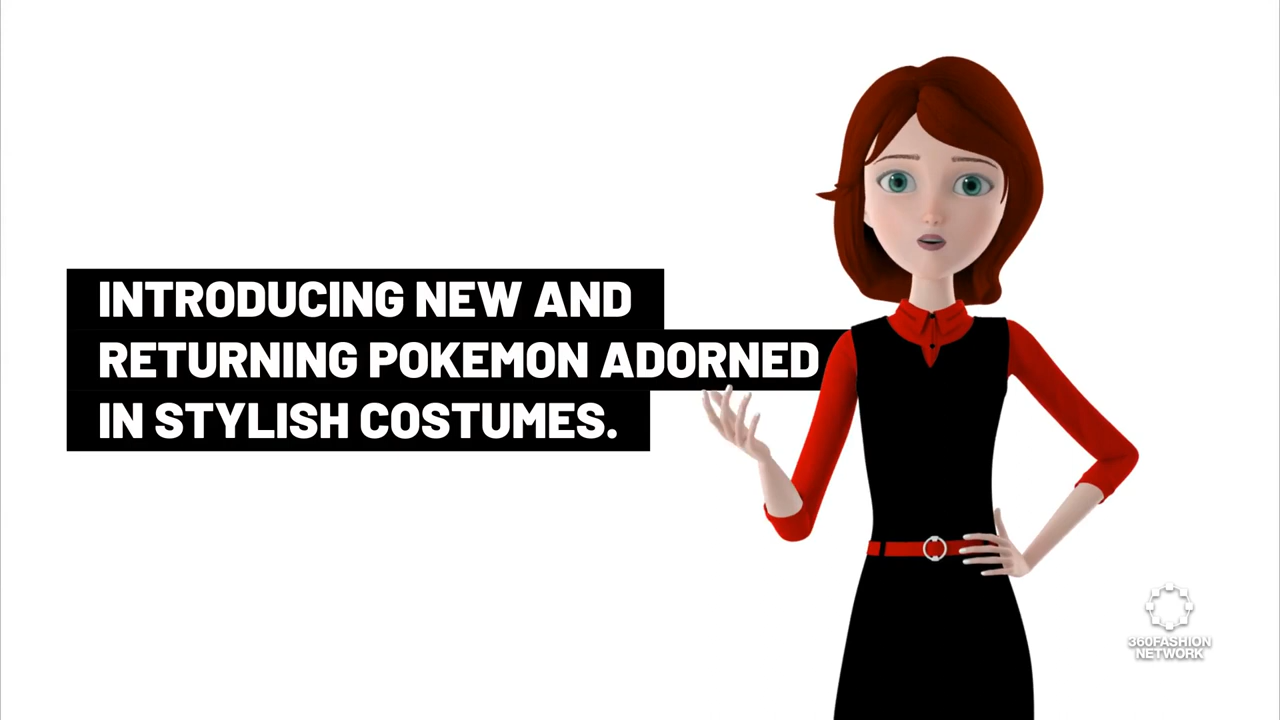 INTRODUCING NEW AND
RETURNING POKEMON ADORNED
IN STYLISH COSTUMES.
360FASHION
NETWORK